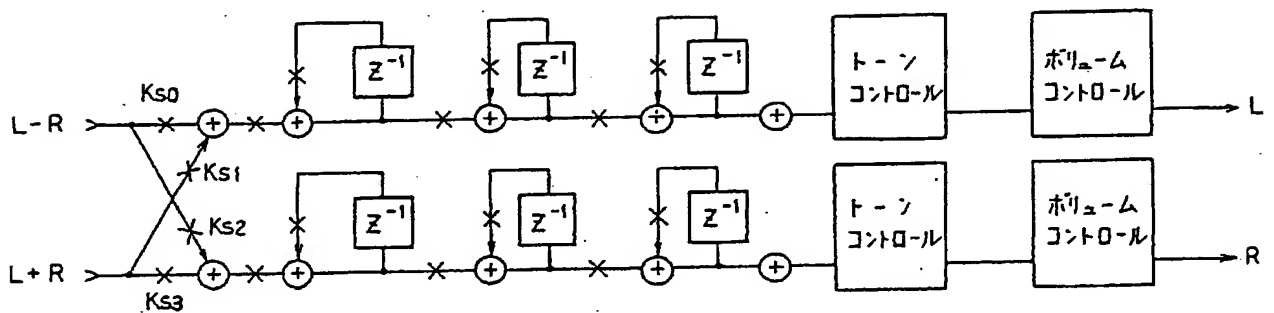 Z⁻¹
Z⁻¹
Z⁻¹
トーン
コントロール
ボリューム
コントロール
Ks0
L-R
L
Ks1
Z⁻¹
Z⁻¹
Z⁻¹
トーン
コントロール
ボリューム
コントロール
Ks2
L+R
R
Ks3